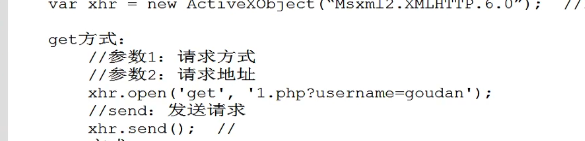 var xhr = new ActiveXObject("Msxml2.XMLHTTP.6.0"); //
get方式:
//参数1: 请求方式
//参数2: 请求地址
xhr.open('get', '1.php?username=goudan');
//send: 发送请求
xhr.send(); //